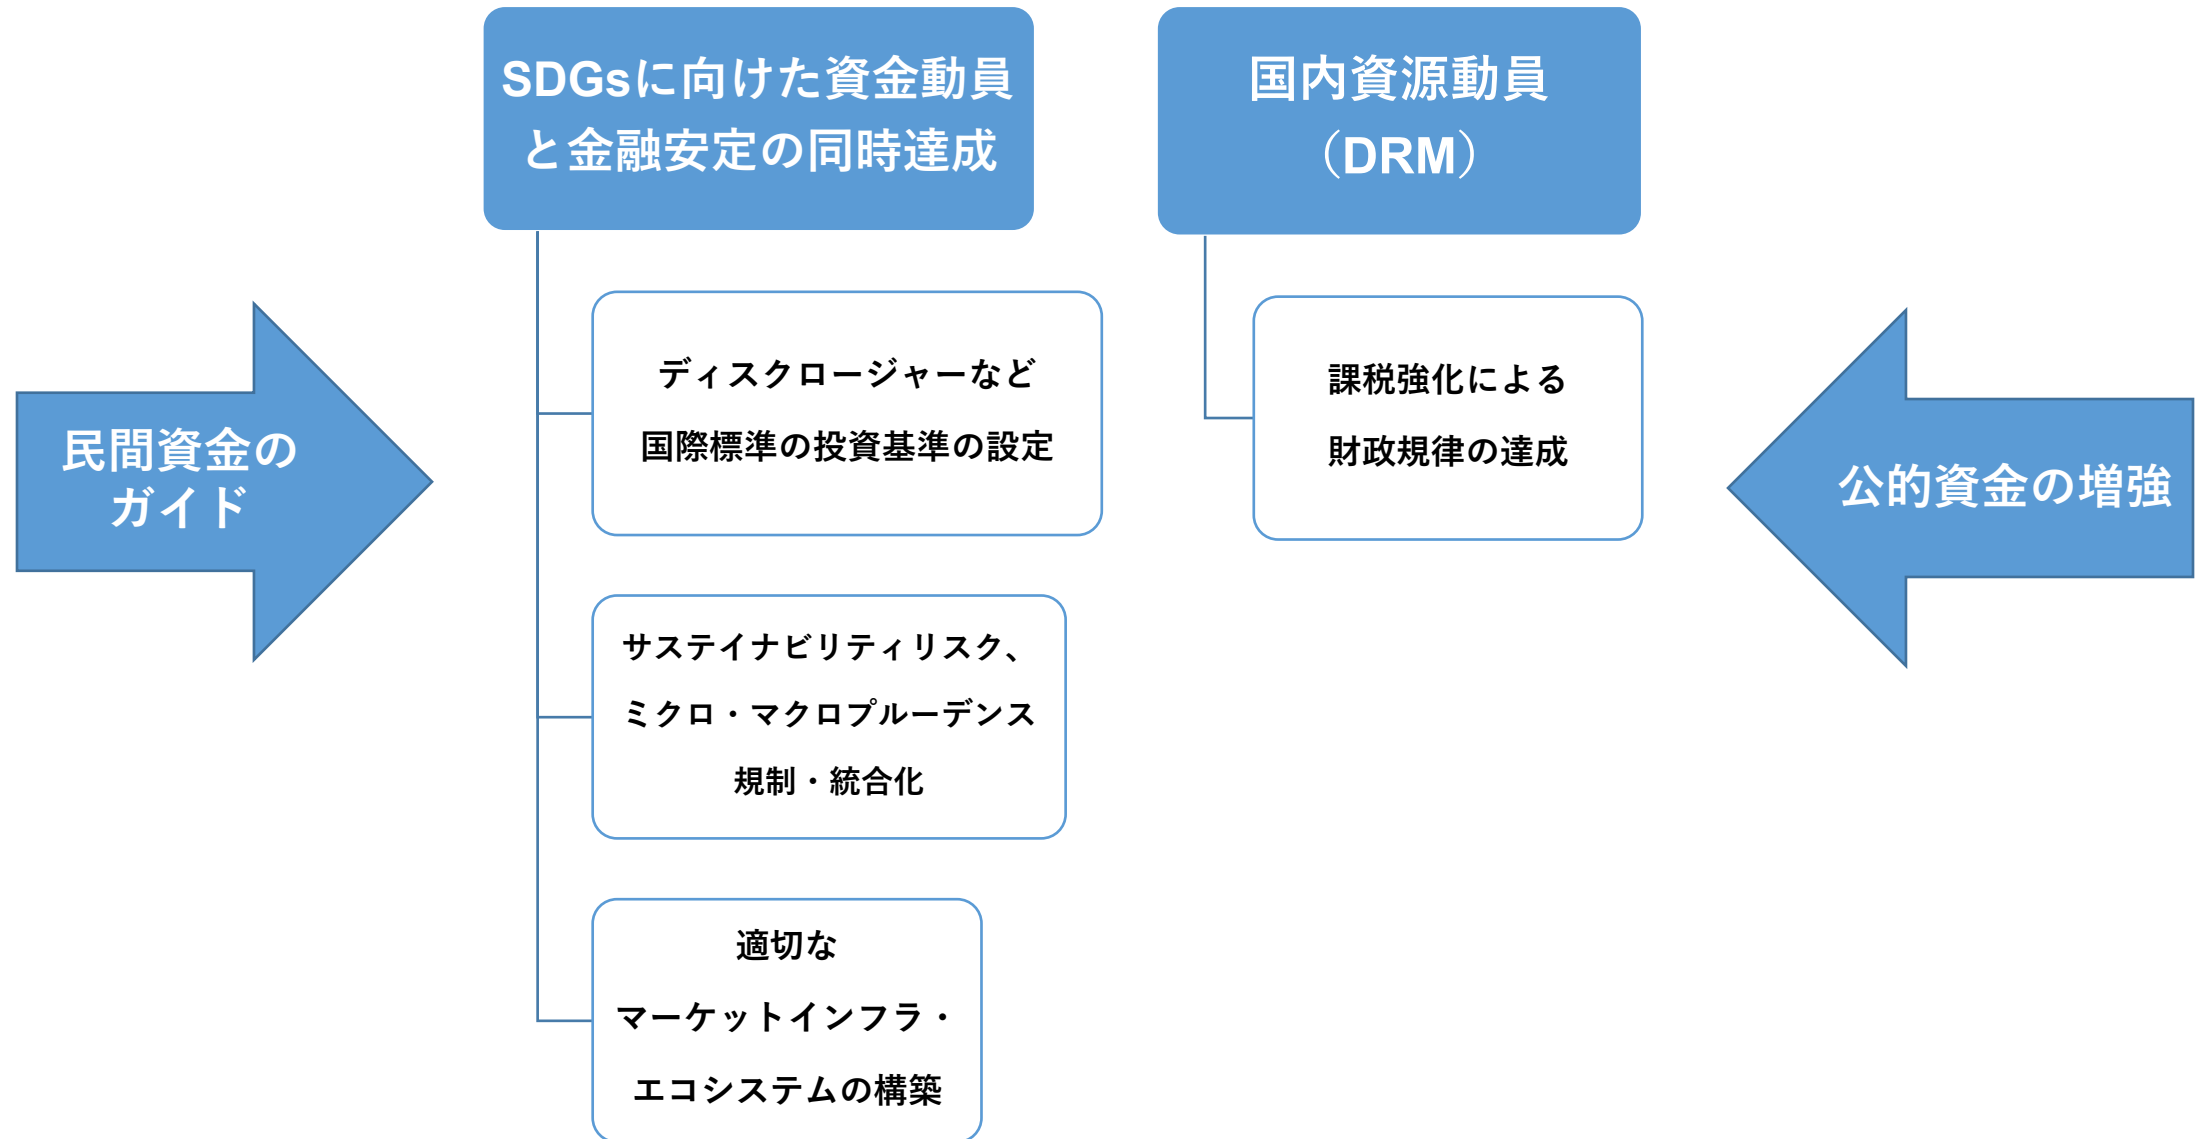 SDGsに向けた資金動員
と金融安定の同時達成
国内資源動員
（DRM）
民間資金の
ガイド
ディスクロージャーなど
国際標準の投資基準の設定
サステイナビリティリスク、
ミクロ・マクロプルーデンス
規制・統合化
適切な
マーケットインフラ・
エコシステムの構築
課税強化による
財政規律の達成
公的資金の増強